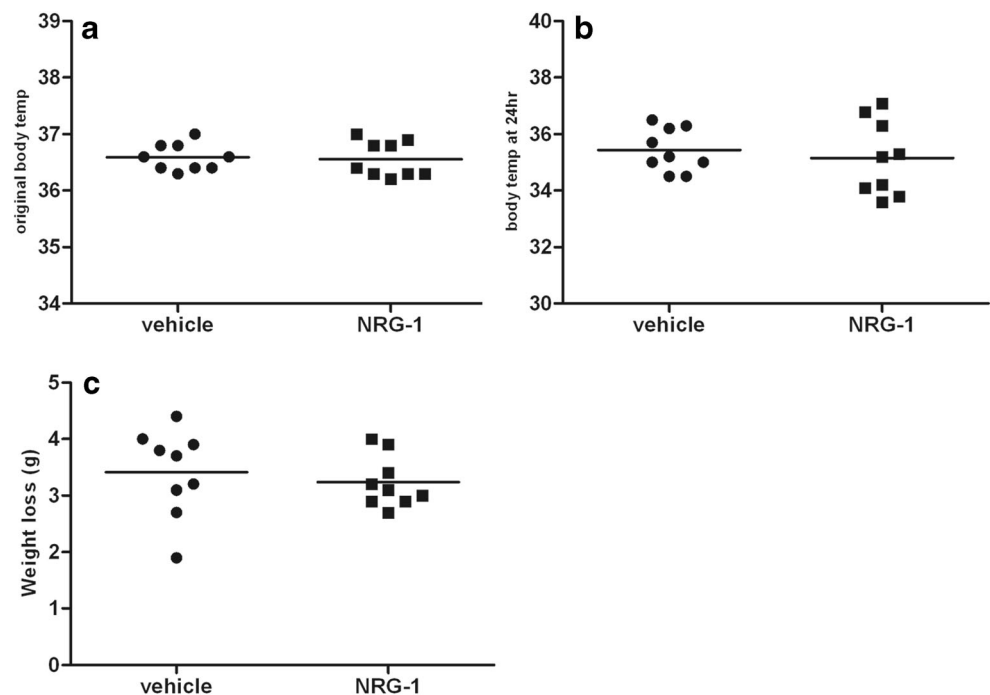 a
original body temp
39
38
37
36
35
34
vehicle NRG-1
b
body temp at 24hr
40
38
36
34
32
30
vehicle NRG-1
c
Weight loss (g)
5
4
3
2
1
0
vehicle NRG-1